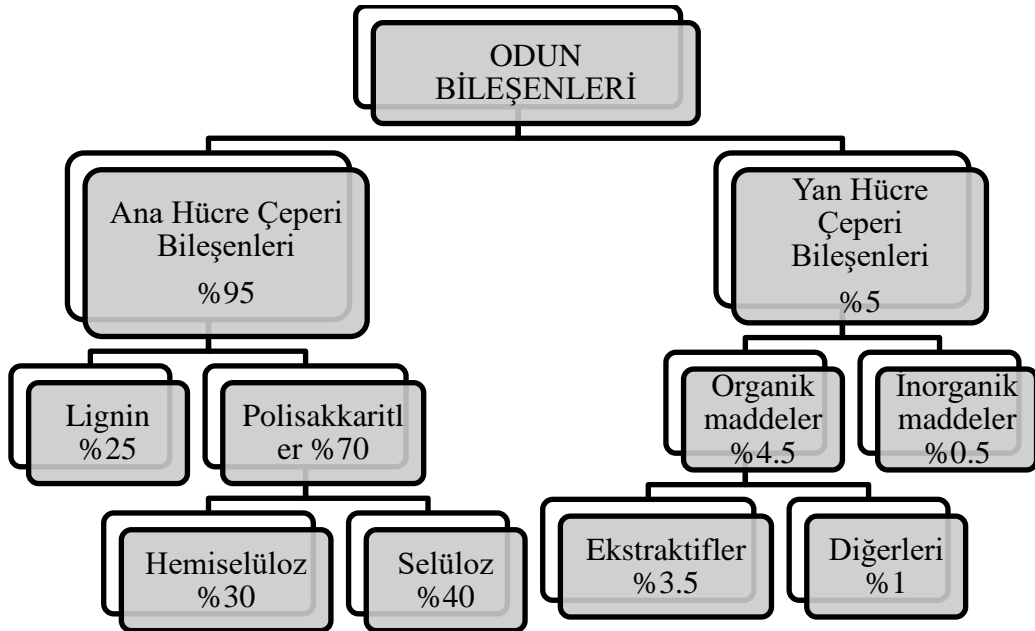 ODUN
BİLEŞENLERİ
Ana Hücre Çeperi
Bileşenleri
%95
Yan Hücre
Çeperi
Bileşenleri
%5
Lignin
%25
Polisakkaritl
er %70
Organik
maddeler
%4.5
İnorganik
maddeler
%0.5
Hemiselüloz
%30
Selüloz
%40
Ekstraktifler
%3.5
Diğerleri
%1